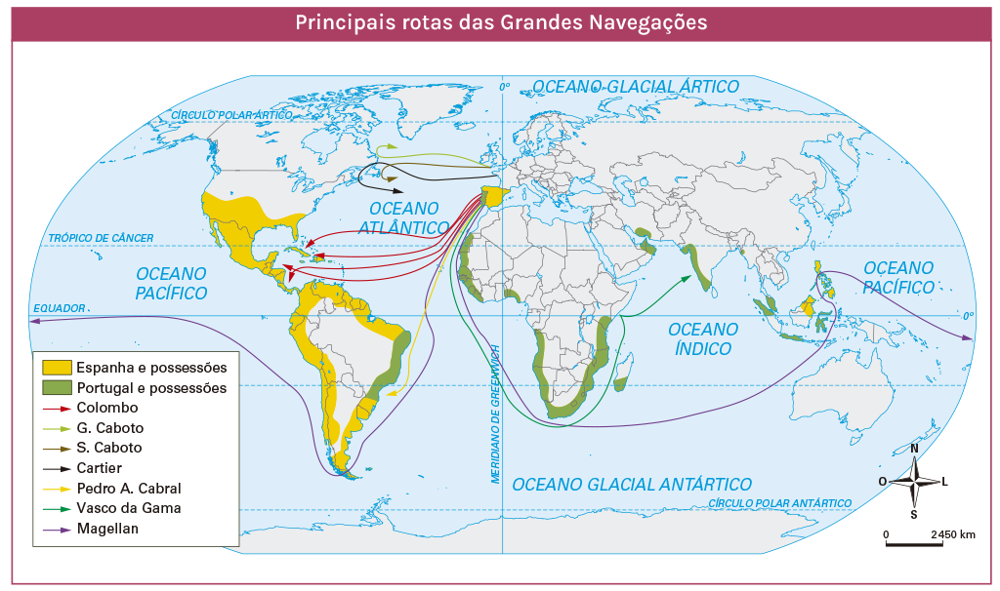 Principais rotas das Grandes Navegações
0º
OCEANO GLACIAL ÁRTICO
CÍRCULO POLAR ÁRTICO
OCEANO
ATLÂNTICO
TRÓPICO DE CÂNCER
OCEANO
PACÍFICO
OCEANO
PACÍFICO
EQUADOR
0º
OCEANO
ÍNDICO
MERIDIANO DE GREENWICH
Espanha e possessões
Portugal e possessões
Colombo
G. Caboto
S. Caboto
Cartier
Pedro A. Cabral
Vasco da Gama
Magellan
OCEANO GLACIAL ANTÁRTICO
CÍRCULO POLAR ANTÁRTICO
N
O
L
S
0
2450 km